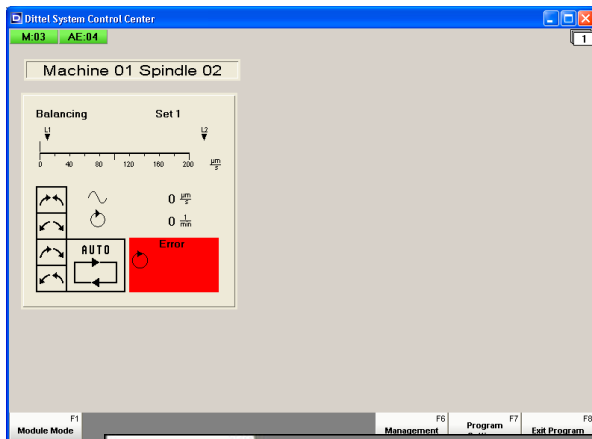 Dittel System Control Center
M:03 AE:04
1
Machine 01 Spindle 02
Balancing Set 1
L1 L2
0 40 80 120 160 200 µm/s
0 µm/s
0 1/min
AUTO
Error
F1 F6 F7 F8
Module Mode Management Program Exit Program